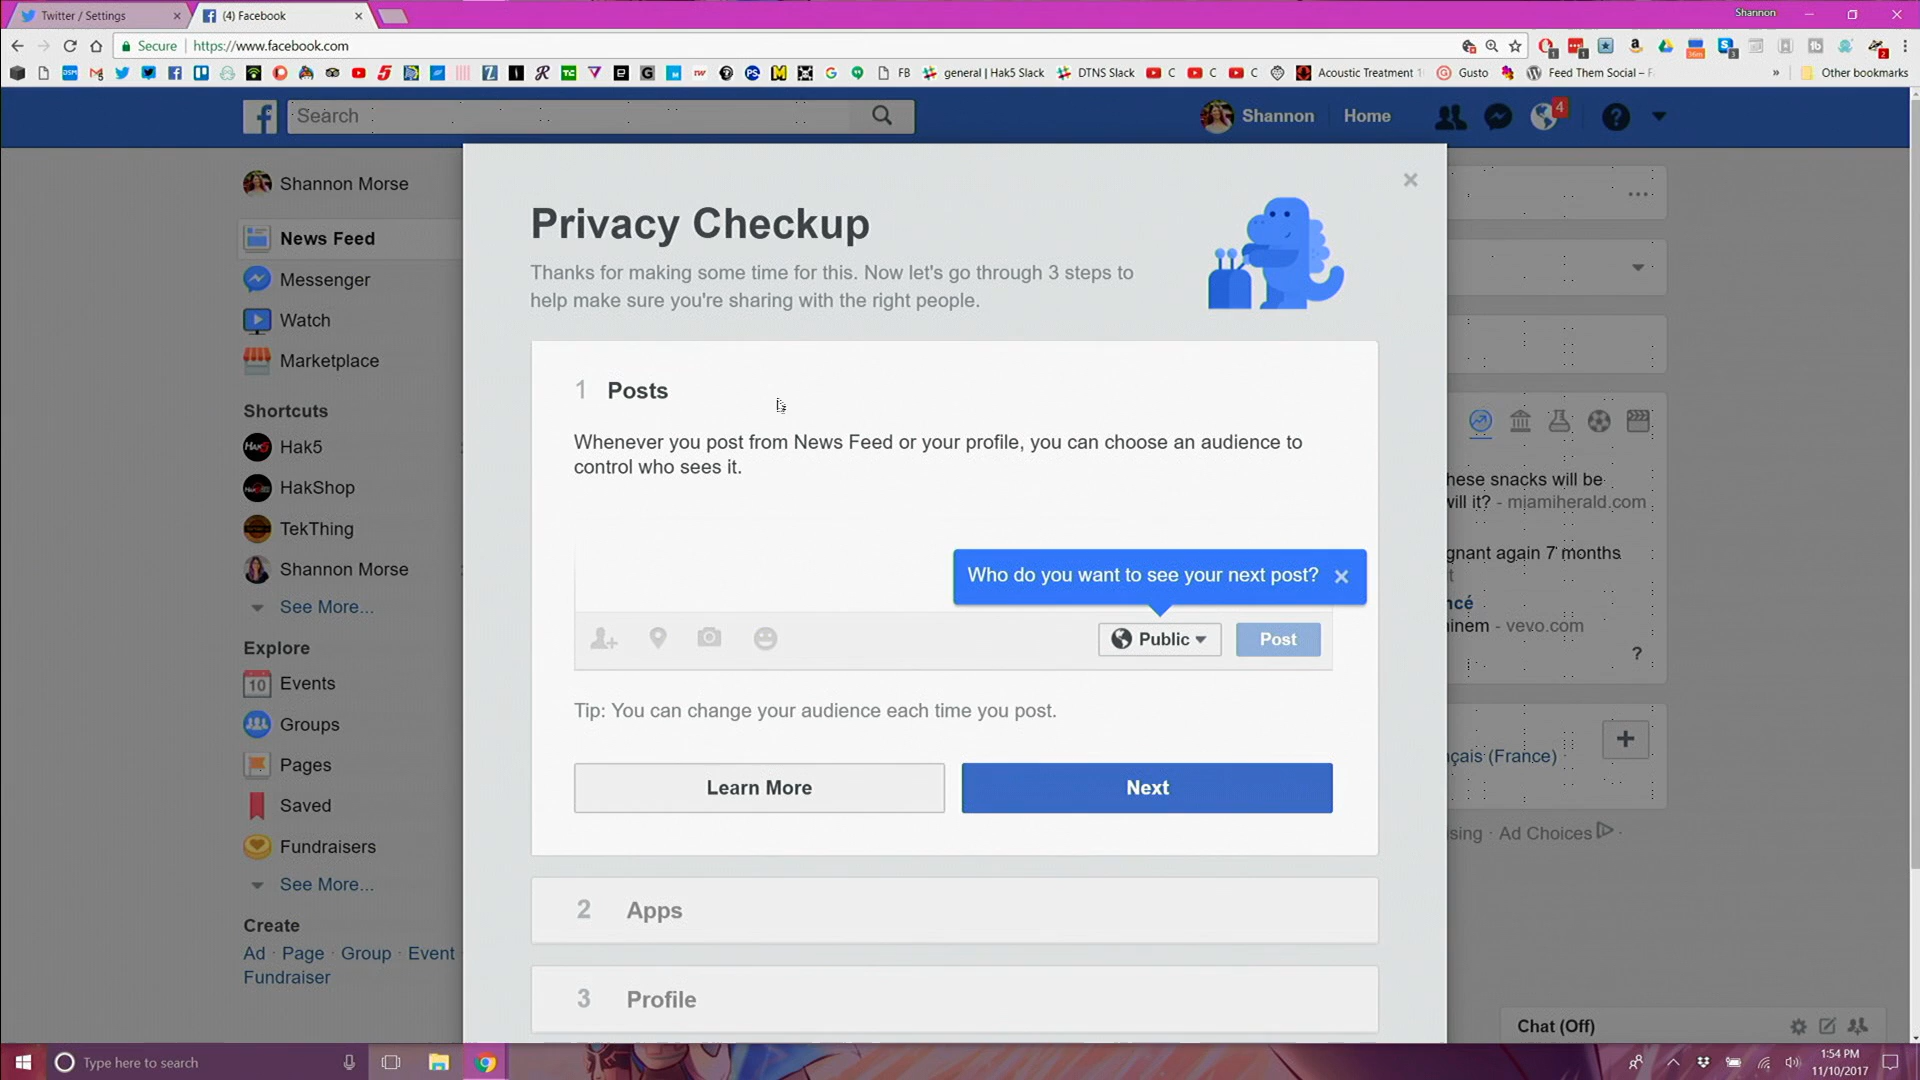 Twitter / Settings
(4) Facebook
Shannon
Secure
https://www.facebook.com
FB
general | Hak5 Slack
DTNS Slack
C
C
C
Acoustic Treatment 1
Gusto
Feed Them Social – F
»
Other bookmarks
Search
Shannon
Home
4
Shannon Morse
News Feed
Messenger
Watch
Marketplace
Shortcuts
Hak5
HakShop
TekThing
Shannon Morse
See More...
Explore
10
Events
Groups
Pages
Saved
Fundraisers
See More...
Create
Ad · Page · Group · Event
Fundraiser
Privacy Checkup
Thanks for making some time for this. Now let's go through 3 steps to
help make sure you're sharing with the right people.
1 Posts
Whenever you post from News Feed or your profile, you can choose an audience to
control who sees it.
Who do you want to see your next post?
Public
Post
Tip: You can change your audience each time you post.
Learn More
Next
2 Apps
3 Profile
hese snacks will be
will it? - miamiherald.com
gnant again 7 months
t
ncé
inem - vevo.com
?
çais (France)
sing · Ad Choices
Chat (Off)
Type here to search
1:54 PM
11/10/2017